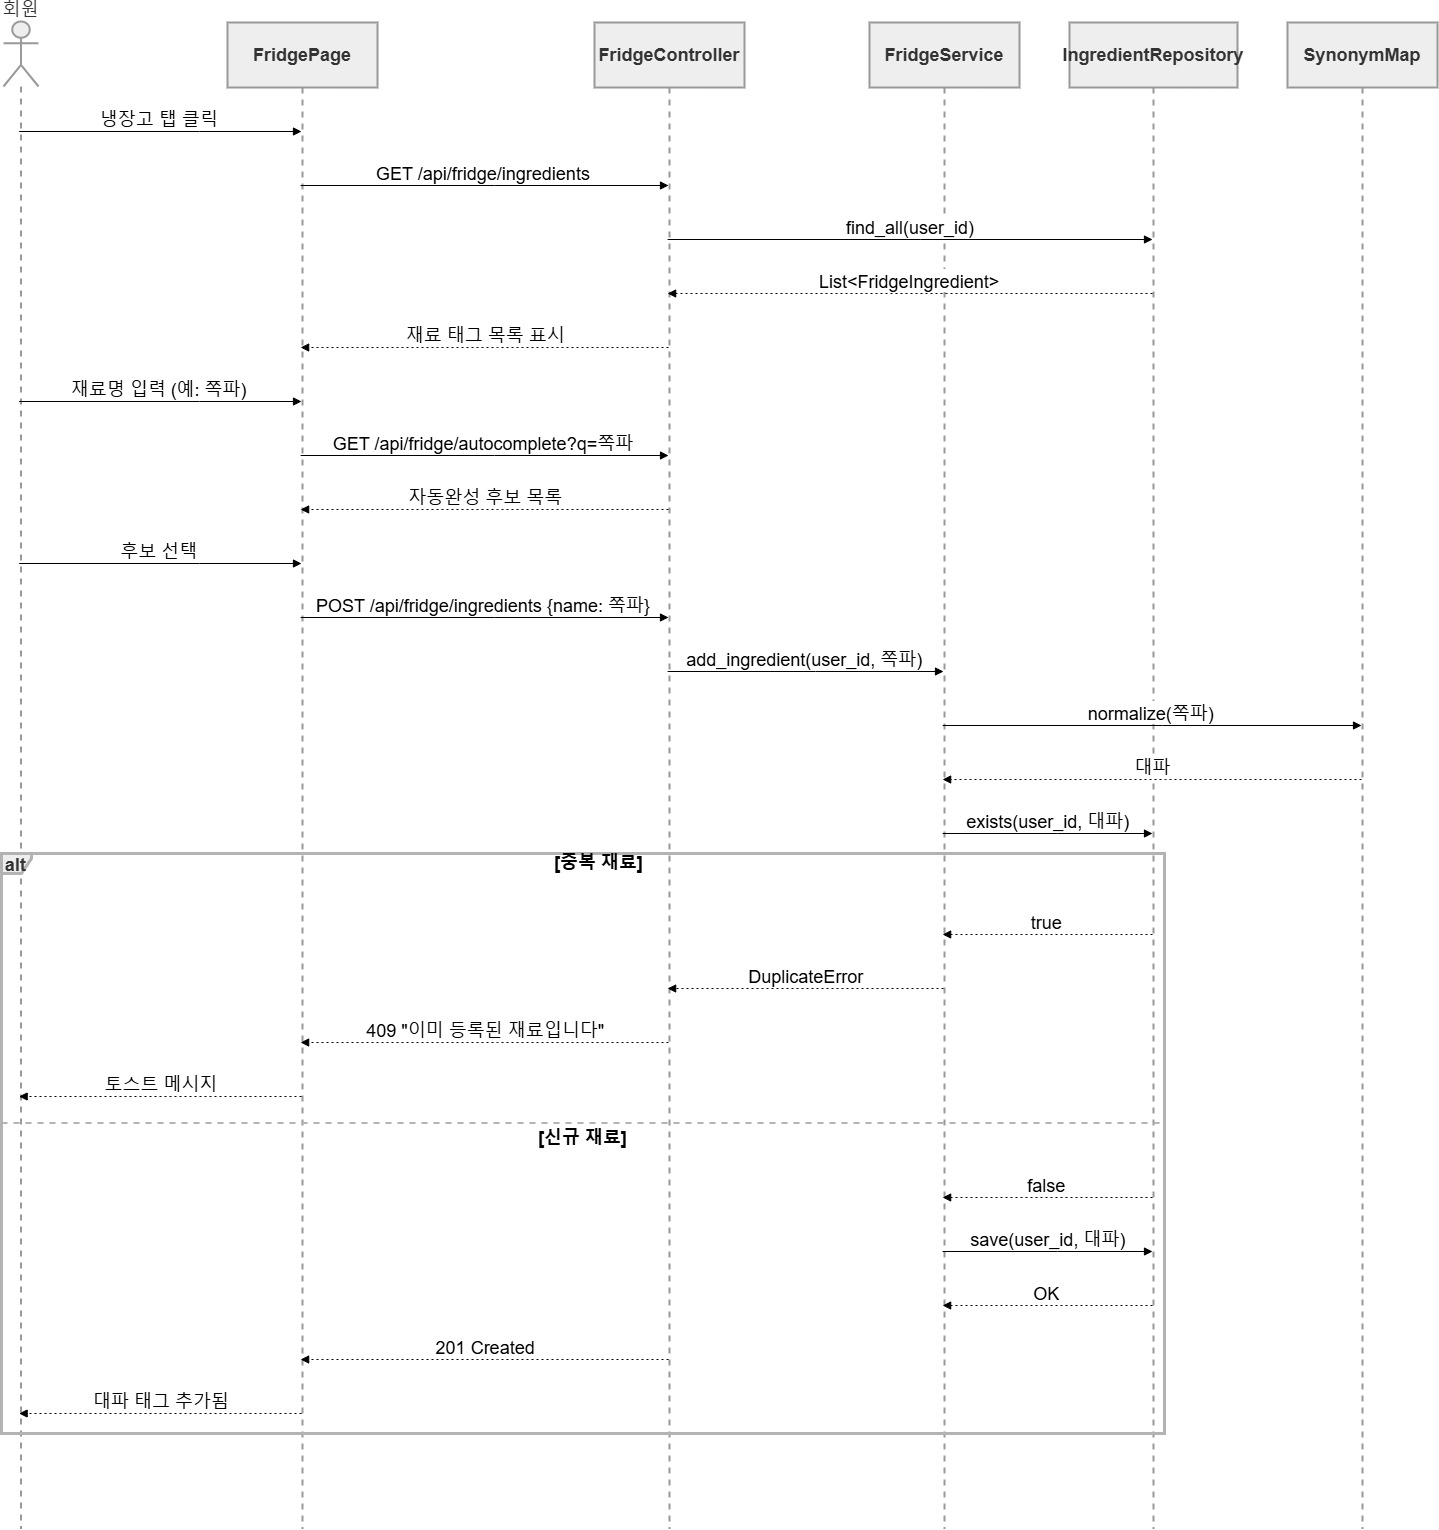 회원
FridgePage
FridgeController
FridgeService
IngredientRepository
SynonymMap
냉장고 탭 클릭
GET /api/fridge/ingredients
find_all(user_id)
List<FridgeIngredient>
재료 태그 목록 표시
재료명 입력 (예: 쪽파)
GET /api/fridge/autocomplete?q=쪽파
자동완성 후보 목록
후보 선택
POST /api/fridge/ingredients {name: 쪽파}
add_ingredient(user_id, 쪽파)
normalize(쪽파)
대파
exists(user_id, 대파)
alt
[중복 재료]
true
DuplicateError
409 "이미 등록된 재료입니다"
토스트 메시지
[신규 재료]
false
save(user_id, 대파)
OK
201 Created
대파 태그 추가됨